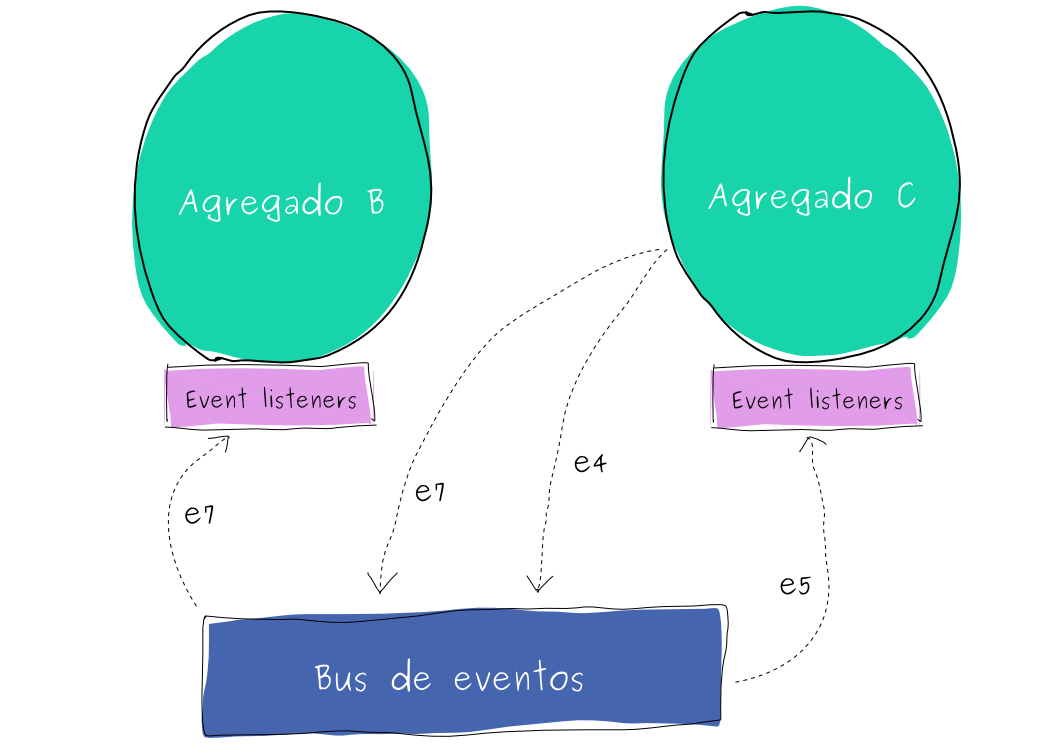 Agregado B
Agregado C
Event listeners
Event listeners
e7
e7
e4
e5
Bus de eventos